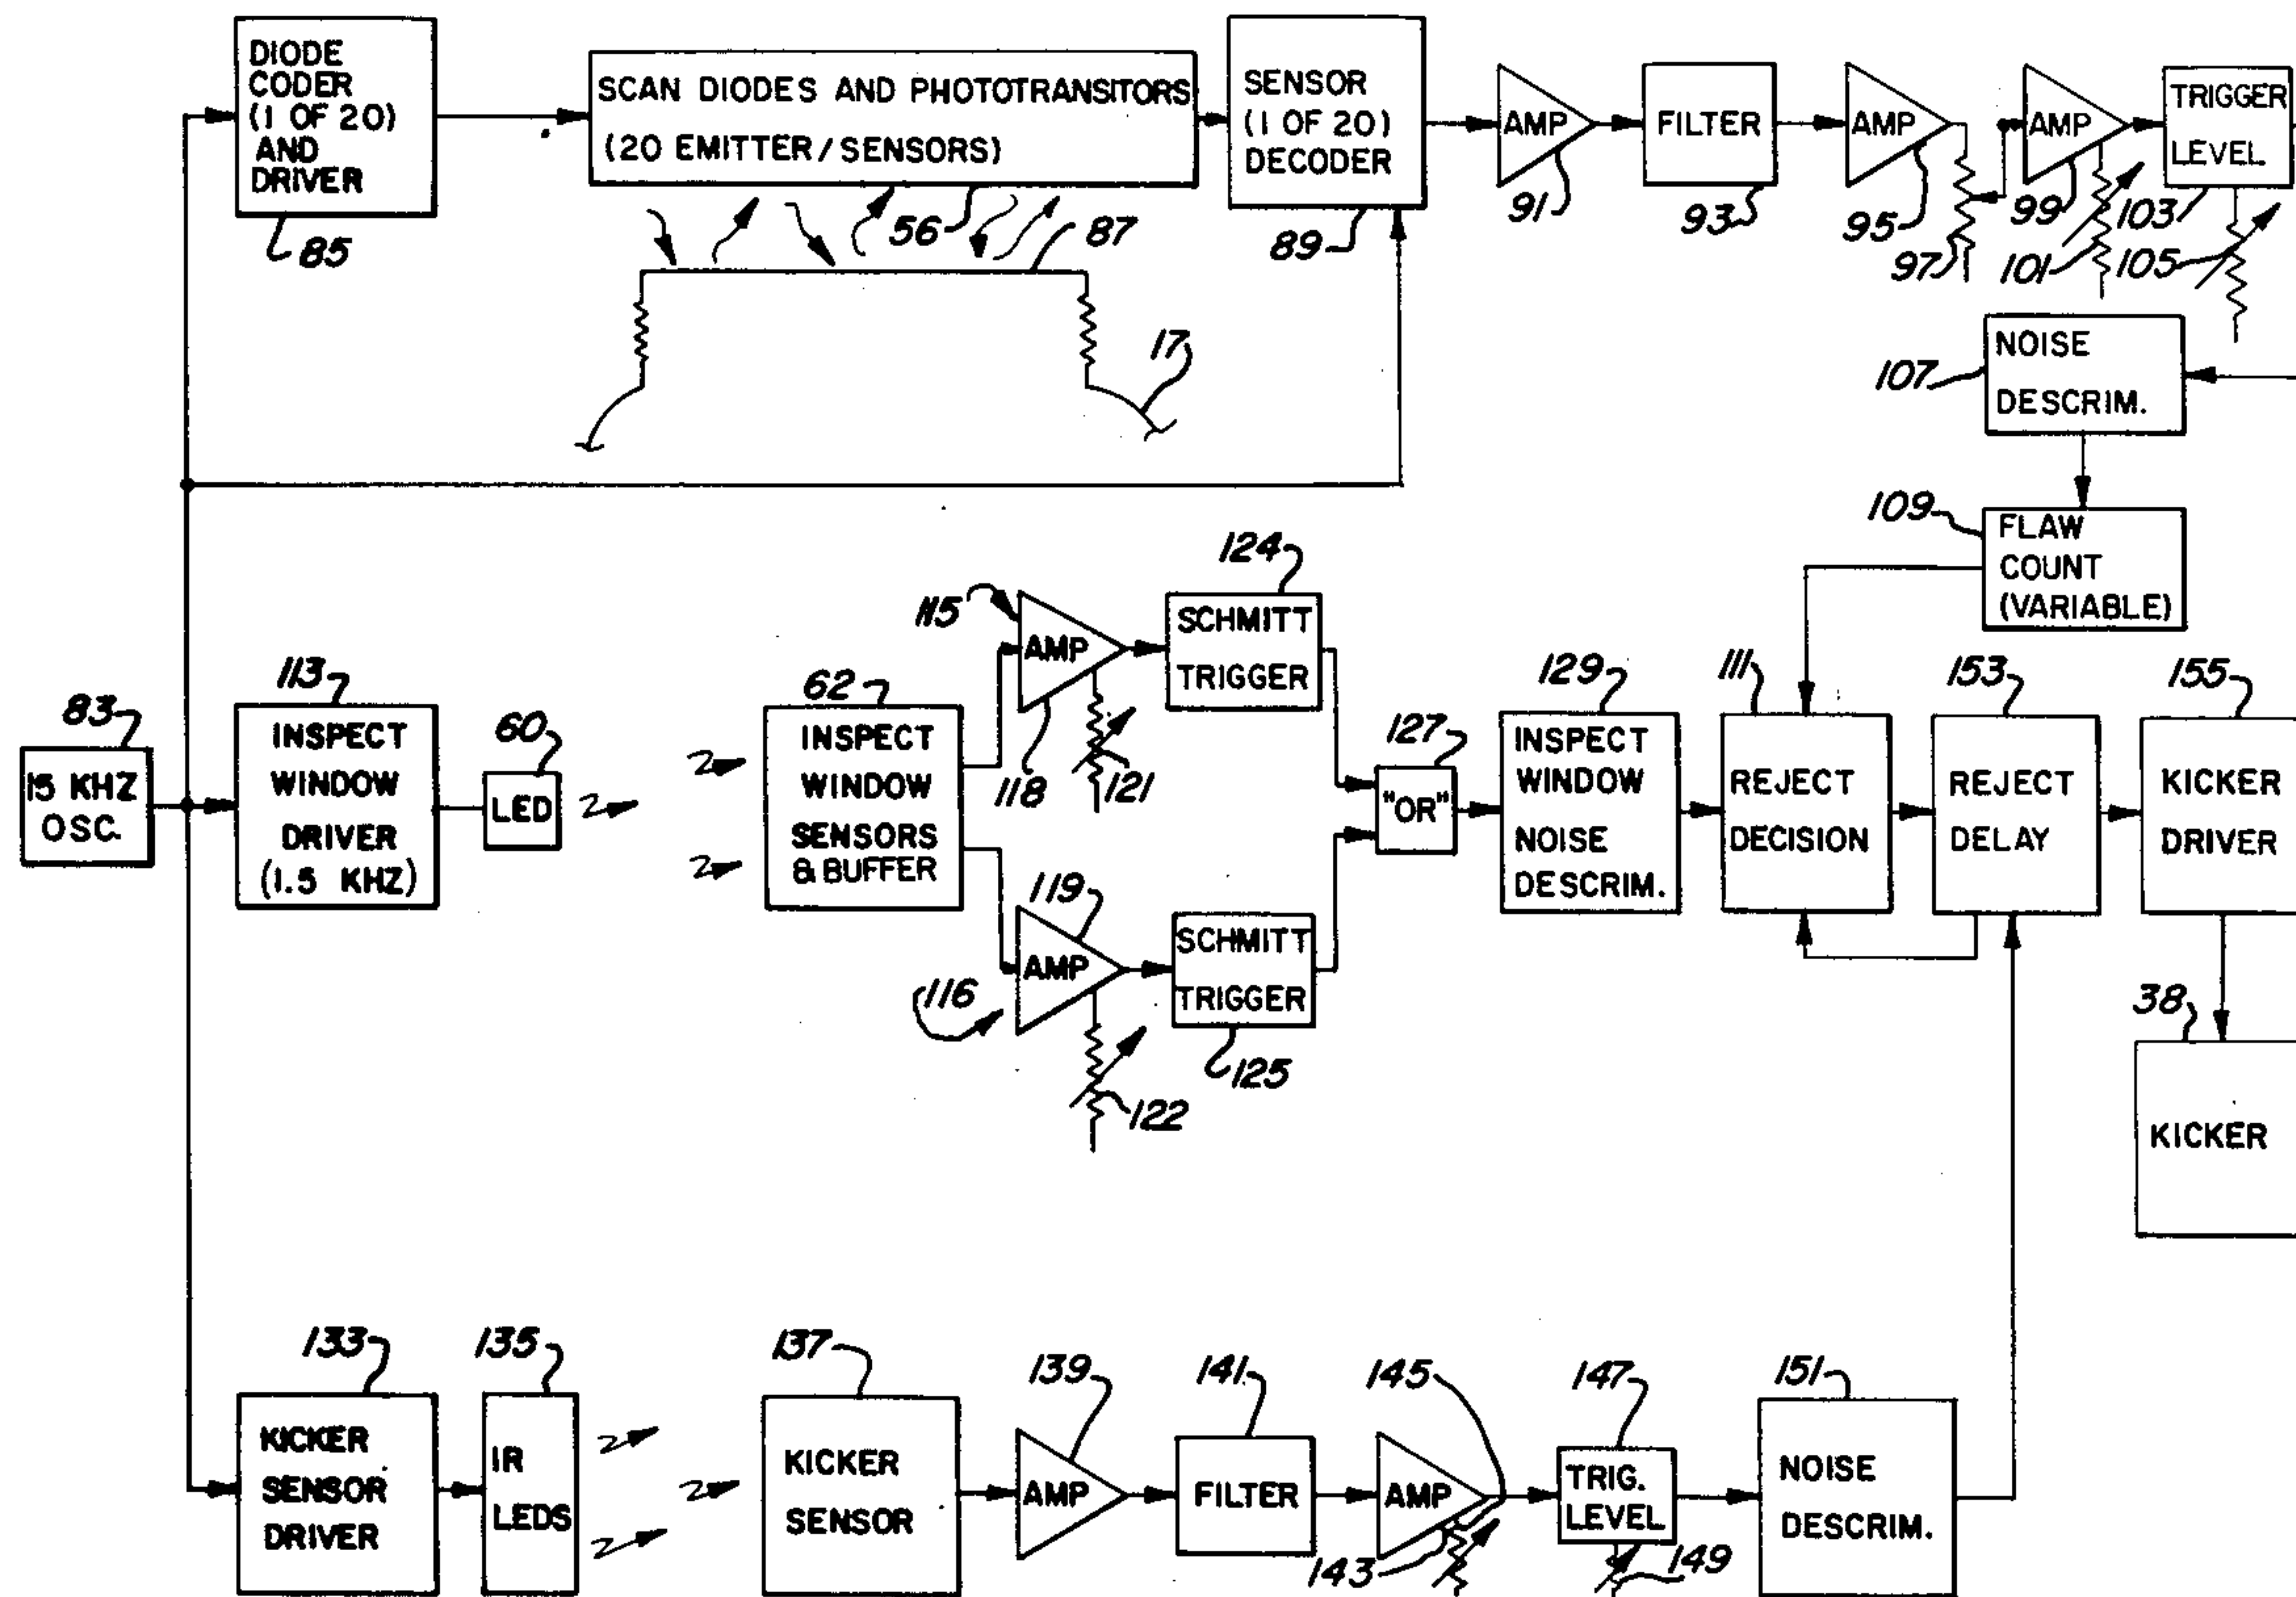 DIODE
CODER
(1 OF 20)
AND
DRIVER
85
SCAN DIODES AND PHOTOTRANSITORS
(20 EMITTER/SENSORS)
56
87
17
SENSOR
(1 OF 20)
DECODER
89
AMP
91
FILTER
93
AMP
95
97
AMP
99
101
TRIGGER
LEVEL
103
105
NOISE
DESCRIM.
107
FLAW
COUNT
(VARIABLE)
109
83
15 KHZ
OSC.
113
INSPECT
WINDOW
DRIVER
(1.5 KHZ)
60
LED
62
INSPECT
WINDOW
SENSORS
& BUFFER
115
AMP
118
121
124
SCHMITT
TRIGGER
116
119
AMP
122
SCHMITT
TRIGGER
125
127
"OR"
129
INSPECT
WINDOW
NOISE
DESCRIM.
111
REJECT
DECISION
153
REJECT
DELAY
155
KICKER
DRIVER
38
KICKER
133
KICKER
SENSOR
DRIVER
135
IR
LEDS
137
KICKER
SENSOR
139
AMP
141
FILTER
145
AMP
143
147
TRIG.
LEVEL
149
151
NOISE
DESCRIM.